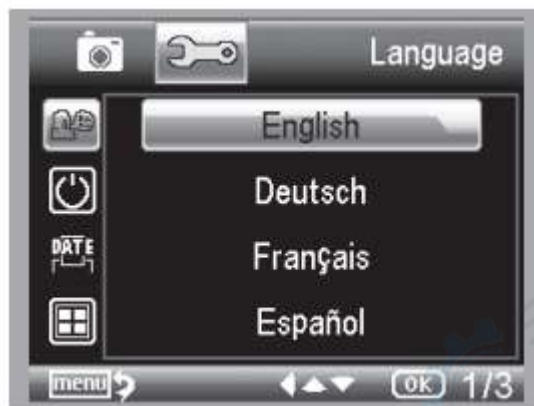 Language
English
Deutsch
DATE
Français
Español
menu
OK 1/3